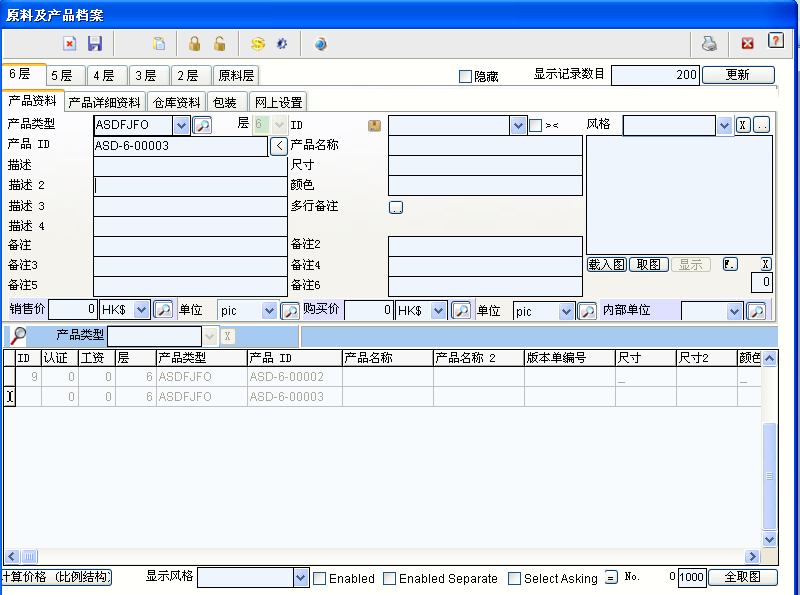 原料及产品档案
6 层 5 层 4 层 3 层 2 层 原料层 隐藏 显示记录数目 200 更新
产品资料 产品详细资料 仓库资料 包装 网上设置
产品类型 ASDFJFO 层 6 ID >< 风格 X ..
产品 ID ASD-6-00003 < 产品名称
描述 尺寸
描述 2 颜色
描述 3 多行备注 ..
描述 4
备注 备注2
备注3 备注4 载入图 取图 显示 F. X
备注5 备注6 0
销售价 0 HK$ 单位 pic 购买价 0 HK$ 单位 pic 内部单位
产品类型 X
ID 认证 工资 层 产品类型 产品 ID 产品名称 产品名称 2 版本单编号 尺寸 尺寸2 颜色
9 0 0 6 ASDFJFO ASD-6-00002 _ _
0 0 6 ASDFJFO ASD-6-00003
计算价格 (比例结构) 显示风格 Enabled Enabled Separate Select Asking = No. 0 1000 全取图